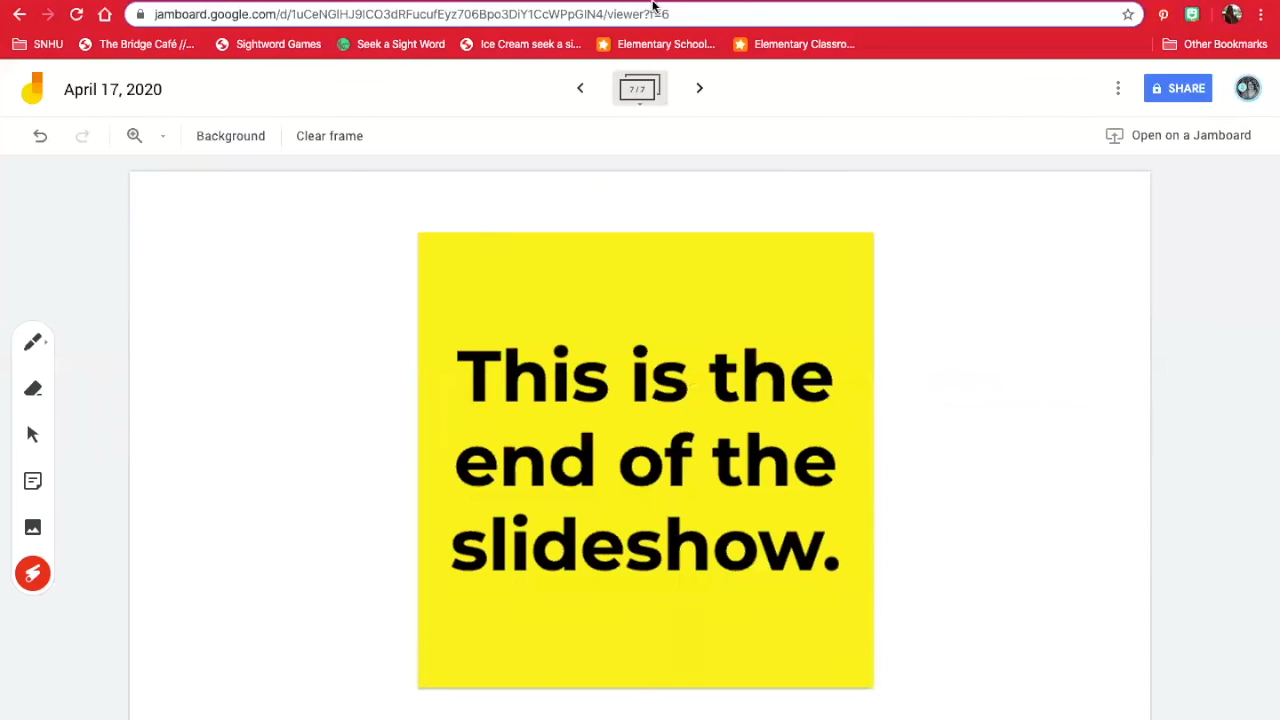 jamboard.google.com/d/1uCeNGlHJ9lCO3dRFucufEyz706Bpo3DiY1CcWPpGlN4/viewer?f=6
SNHU The Bridge Café //... Sightword Games Seek a Sight Word Ice Cream seek a si... Elementary School... Elementary Classro... Other Bookmarks
April 17, 2020 7 / 7 SHARE
Background Clear frame Open on a Jamboard
This is the
end of the
slideshow.